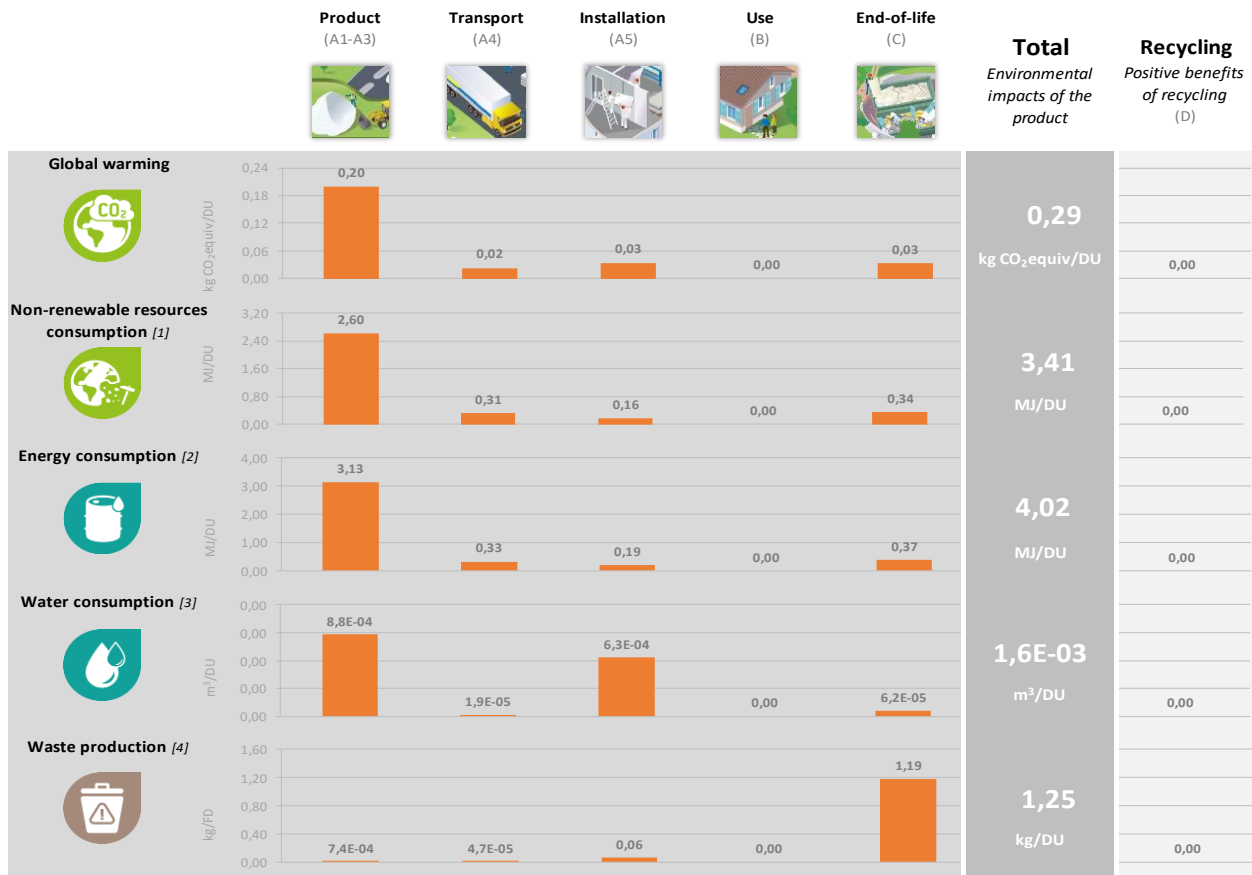 Product
(A1-A3)
Transport
(A4)
Installation
(A5)
Use
(B)
End-of-life
(C)
Total
Environmental
impacts of the
product
Recycling
Positive benefits
of recycling
(D)
Global warming
CO₂
kg CO₂equiv/DU
0,24
0,18
0,12
0,06
0,00
0,20
0,02
0,03
0,00
0,03
0,29
kg CO₂equiv/DU
0,00
Non-renewable resources
consumption [1]
MJ/DU
3,20
2,40
1,60
0,80
0,00
2,60
0,31
0,16
0,00
0,34
3,41
MJ/DU
0,00
Energy consumption [2]
MJ/DU
4,00
3,00
2,00
1,00
0,00
3,13
0,33
0,19
0,00
0,37
4,02
MJ/DU
0,00
Water consumption [3]
m³/DU
0,00
0,00
0,00
0,00
0,00
8,8E-04
1,9E-05
6,3E-04
0,00
6,2E-05
1,6E-03
m³/DU
0,00
Waste production [4]
kg/FD
1,60
1,20
0,80
0,40
0,00
7,4E-04
4,7E-05
0,06
0,00
1,19
1,25
kg/DU
0,00